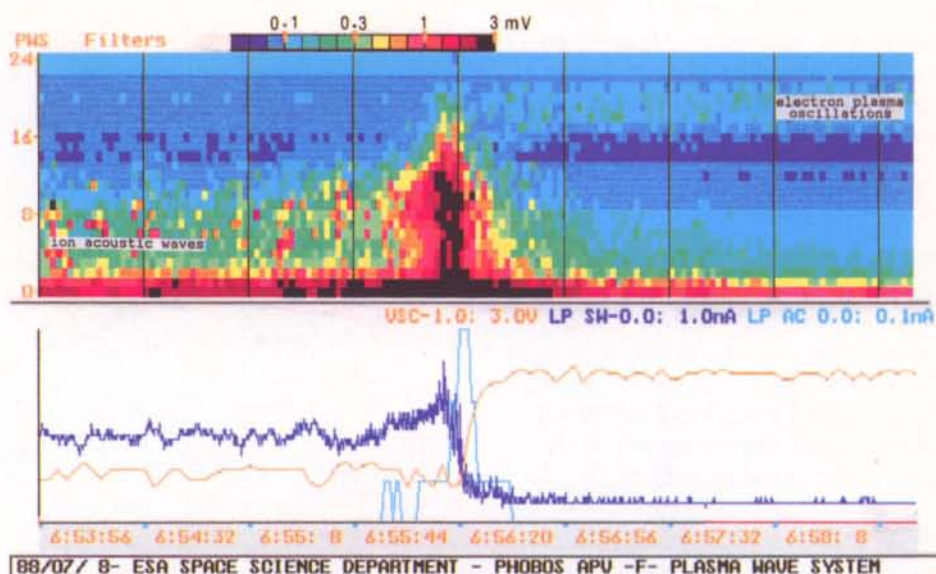 0·1 0·3 1 3 mV
PWS Filters
24
16
8
0
electron plasma
oscillations
ion acoustic waves
VSC-1.0: 3.0V LP SW-0.0: 1.0nA LP AC 0.0: 0.1nA
6:53:56 6:54:32 6:55: 8 6:55:44 6:56:20 6:56:56 6:57:32 6:58: 8
88/07/ 8- ESA SPACE SCIENCE DEPARTMENT - PHOBOS APV -F- PLASMA WAVE SYSTEM